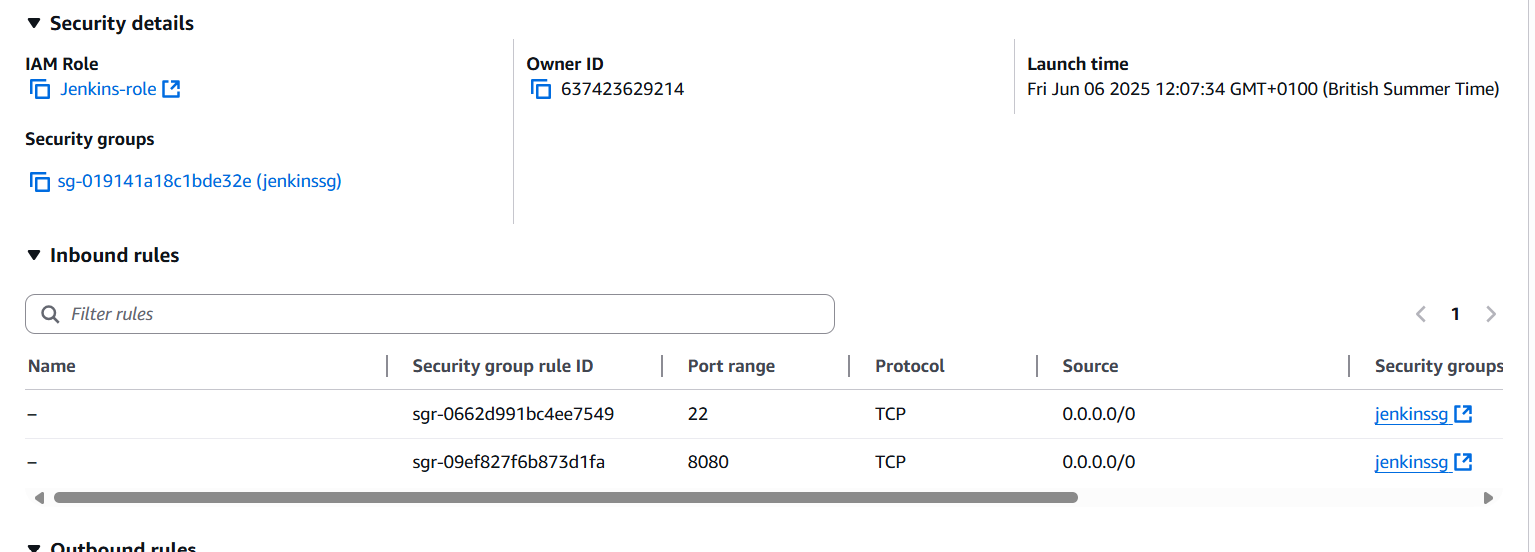 Security details
IAM Role
Jenkins-role
Owner ID
637423629214
Launch time
Fri Jun 06 2025 12:07:34 GMT+0100 (British Summer Time)
Security groups
sg-019141a18c1bde32e (jenkinssg)
Inbound rules
Filter rules
1
Name Security group rule ID Port range Protocol Source Security groups
– sgr-0662d991bc4ee7549 22 TCP 0.0.0.0/0 jenkinssg
– sgr-09ef827f6b873d1fa 8080 TCP 0.0.0.0/0 jenkinssg
Outbound rules